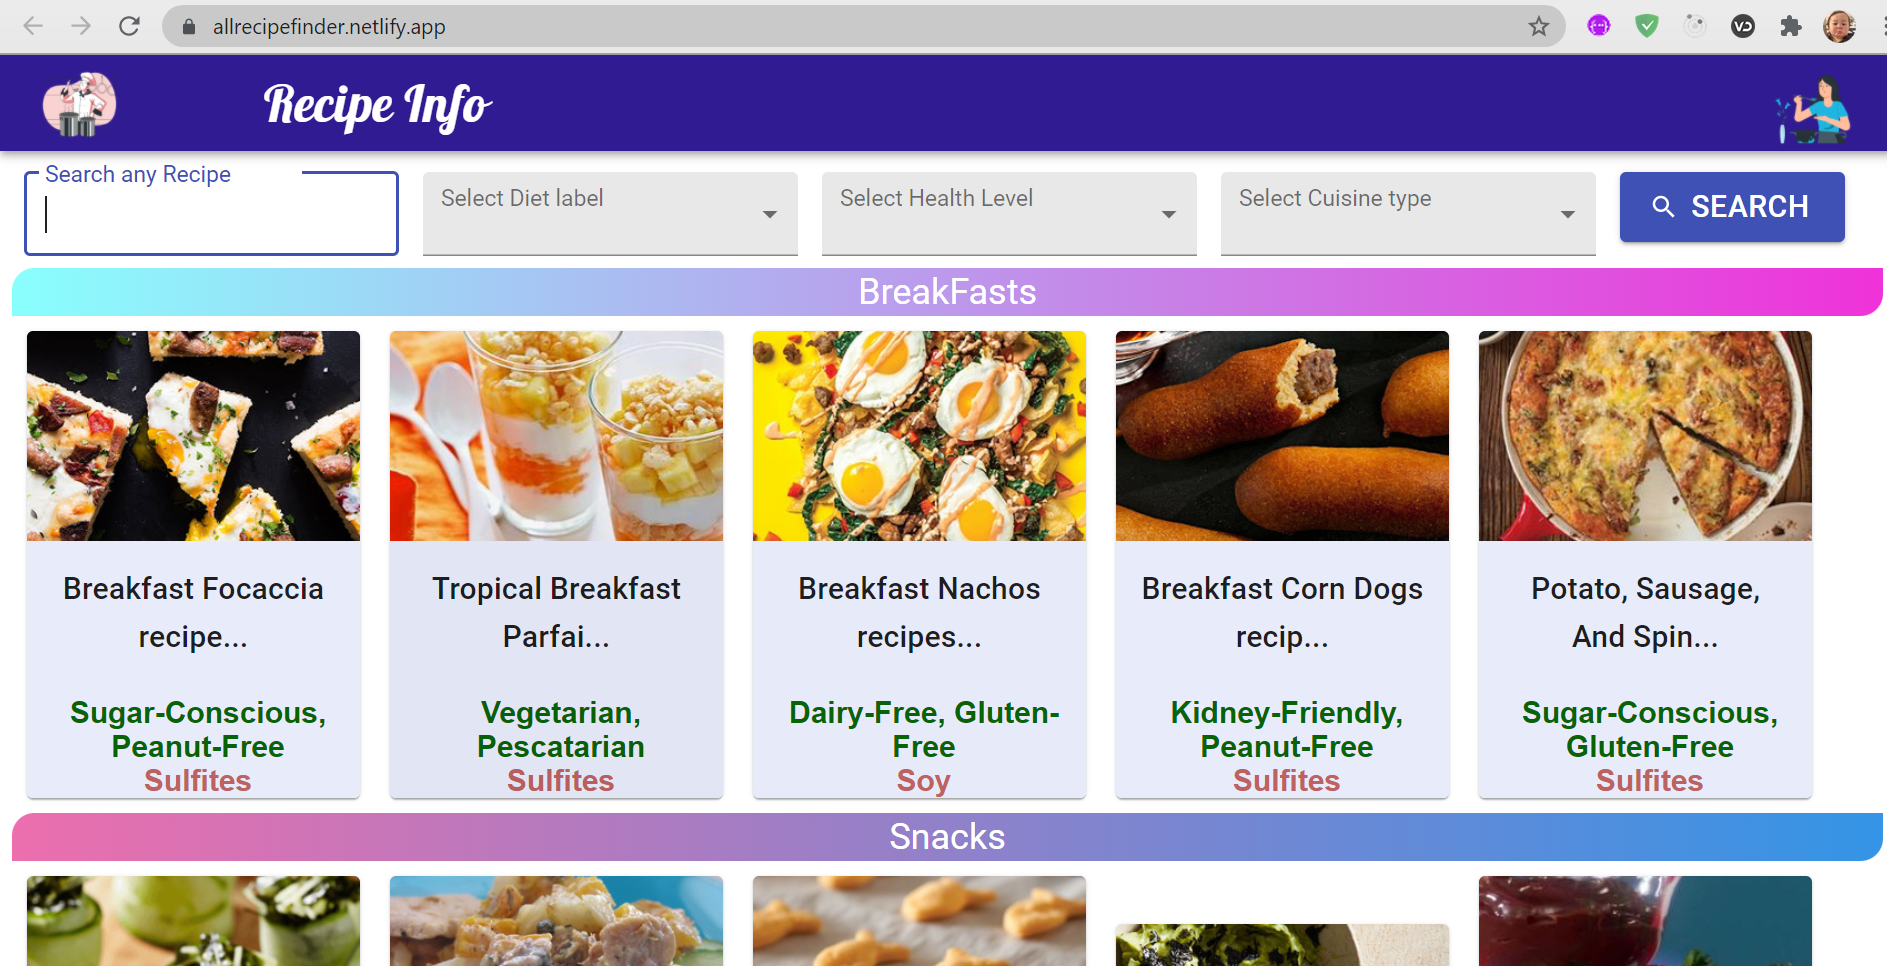 allrecipefinder.netlify.app
VD
Recipe Info
Search any Recipe
Select Diet label
Select Health Level
Select Cuisine type
SEARCH
BreakFasts
Breakfast Focaccia
recipe...
Sugar-Conscious,
Peanut-Free
Sulfites
Tropical Breakfast
Parfai...
Vegetarian,
Pescatarian
Sulfites
Breakfast Nachos
recipes...
Dairy-Free, Gluten-
Free
Soy
Breakfast Corn Dogs
recip...
Kidney-Friendly,
Peanut-Free
Sulfites
Potato, Sausage,
And Spin...
Sugar-Conscious,
Gluten-Free
Sulfites
Snacks